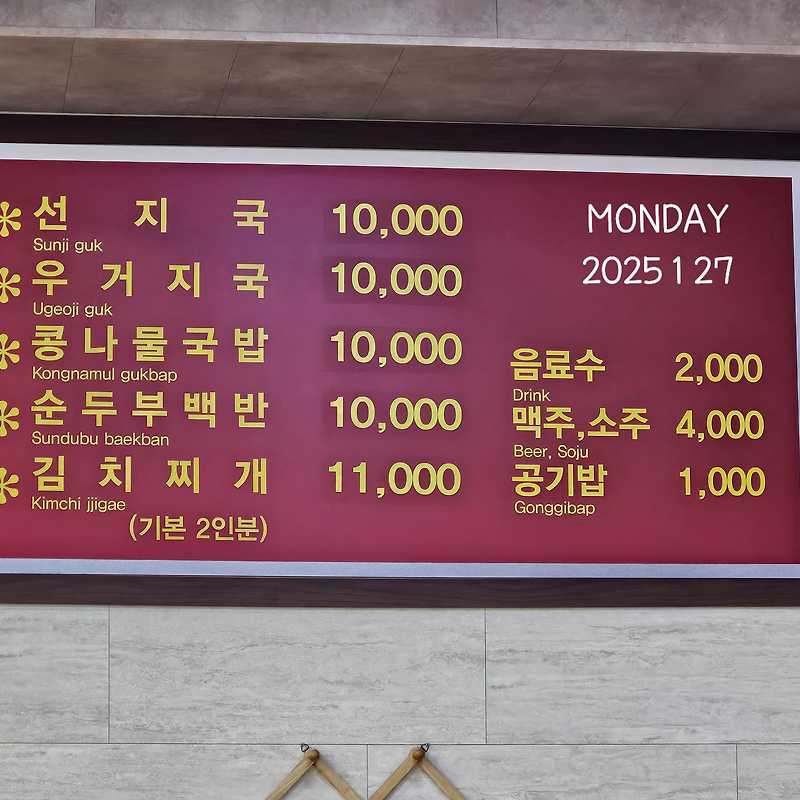 선지국 10,000
Sunji guk
우거지국 10,000
Ugeoji guk
콩나물국밥 10,000
Kongnamul gukbap
순두부백반 10,000
Sundubu baekban
김치찌개 11,000
Kimchi jjigae
(기본 2인분)
MONDAY
2025 1 27
음료수 2,000
Drink
맥주,소주 4,000
Beer, Soju
공기밥 1,000
Gonggibap